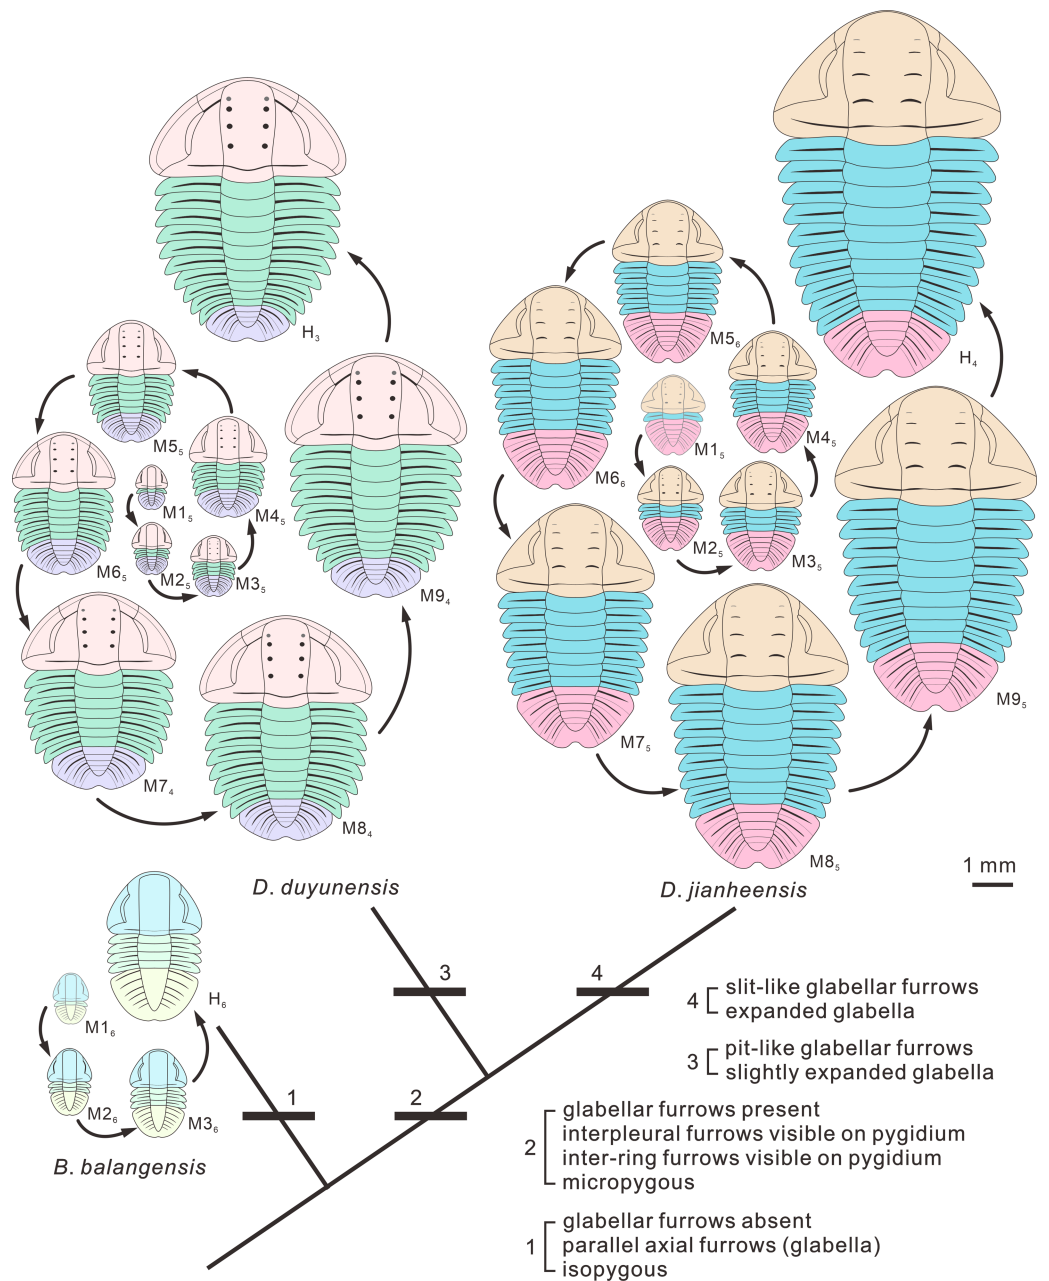 H₃
M5₅
M6₅
M1₅
M4₅
M2₅
M3₅
M9₄
M7₄
M8₄
D. duyunensis
H₄
M5₆
M4₅
M1₅
M6₆
M2₅
M3₅
M9₅
M7₅
M8₅
D. jianheensis
1 mm
H₆
M1₆
M2₆
M3₆
B. balangensis
3
4
1
2
4
slit-like glabellar furrows
expanded glabella
3
pit-like glabellar furrows
slightly expanded glabella
2
glabellar furrows present
interpleural furrows visible on pygidium
inter-ring furrows visible on pygidium
micropygous
1
glabellar furrows absent
parallel axial furrows (glabella)
isopygous